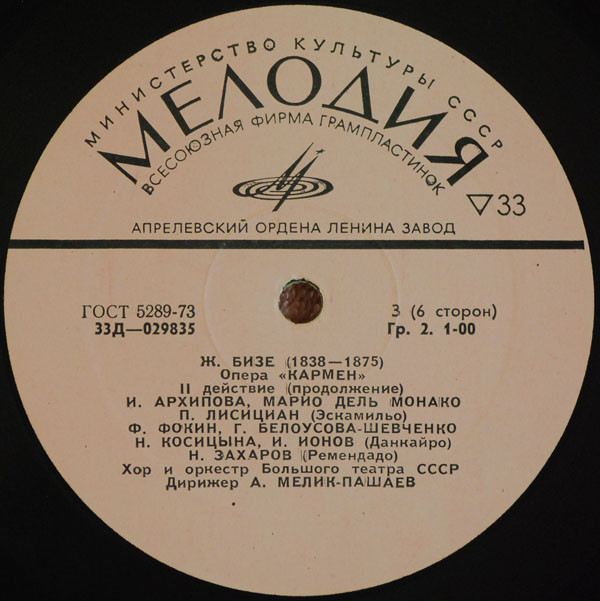 МИНИСТЕРСТВО КУЛЬТУРЫ СССР
МЕЛОДИЯ
ВСЕСОЮЗНАЯ ФИРМА ГРАМПЛАСТИНОК
▽33
АПРЕЛЕВСКИЙ ОРДЕНА ЛЕНИНА ЗАВОД
ГОСТ 5289-73
33Д—029835
3 (6 сторон)
Гр. 2. 1-00
Ж. БИЗЕ (1838—1875)
Опера «КАРМЕН»
II действие (продолжение)
И. АРХИПОВА, МАРИО ДЕЛЬ МОНАКО
П. ЛИСИЦИАН (Эскамильо)
Ф. ФОКИН, Г. БЕЛОУСОВА-ШЕВЧЕНКО
Н. КОСИЦЫНА, И. ИОНОВ (Данкайро)
Н. ЗАХАРОВ (Ремендадо)
Хор и оркестр Большого театра СССР
Дирижер А. МЕЛИК-ПАШАЕВ